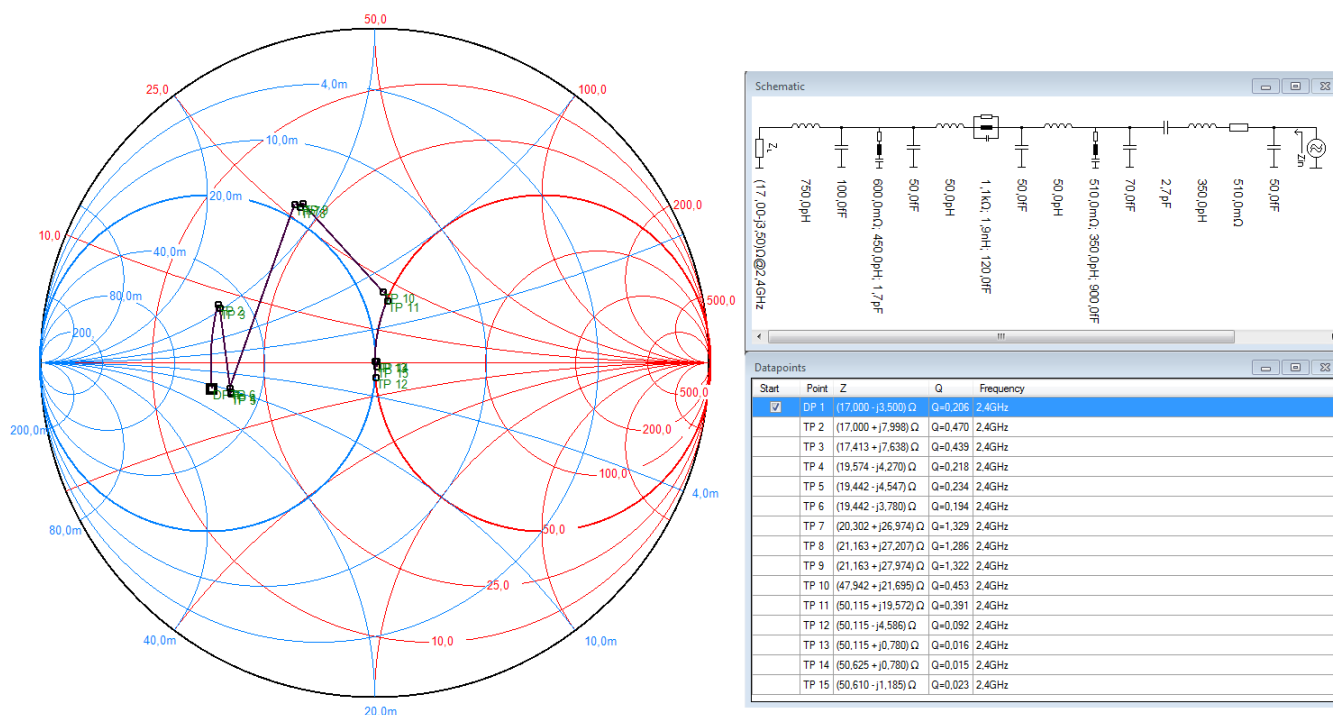 50,0
25,0
4,0m
100,0
10,0m
10,0
20,0m
200,0
40,0m
80,0m
500,0
200,
TP 2
TP 3
TP 10
TP 11
TP 12
200,0m
500,0
200,0
4,0m
100,0
80,0m
50,0
25,0
40,0m
10,0
10,0m
20,0m
Schematic
ZL
Zin
(17,00-j3,50)Ω@2,4GHz
750,0pH
100,0fF
600,0mΩ; 450,0pH; 1,7pF
50,0fF
50,0pH
1,1kΩ; 1,9nH; 120,0fF
50,0fF
50,0pH
510,0mΩ; 350,0pH; 900,0fF
70,0fF
2,7pF
350,0pH
510,0mΩ
50,0fF
Datapoints
Start Point Z Q Frequency
DP 1 (17,000 - j3,500) Ω Q=0,206 2,4GHz
TP 2 (17,000 + j7,998) Ω Q=0,470 2,4GHz
TP 3 (17,413 + j7,638) Ω Q=0,439 2,4GHz
TP 4 (19,574 - j4,270) Ω Q=0,218 2,4GHz
TP 5 (19,442 - j4,547) Ω Q=0,234 2,4GHz
TP 6 (19,442 - j3,780) Ω Q=0,194 2,4GHz
TP 7 (20,302 + j26,974) Ω Q=1,329 2,4GHz
TP 8 (21,163 + j27,207) Ω Q=1,286 2,4GHz
TP 9 (21,163 + j27,974) Ω Q=1,322 2,4GHz
TP 10 (47,942 + j21,695) Ω Q=0,453 2,4GHz
TP 11 (50,115 + j19,572) Ω Q=0,391 2,4GHz
TP 12 (50,115 - j4,586) Ω Q=0,092 2,4GHz
TP 13 (50,115 + j0,780) Ω Q=0,016 2,4GHz
TP 14 (50,625 + j0,780) Ω Q=0,015 2,4GHz
TP 15 (50,610 - j1,185) Ω Q=0,023 2,4GHz